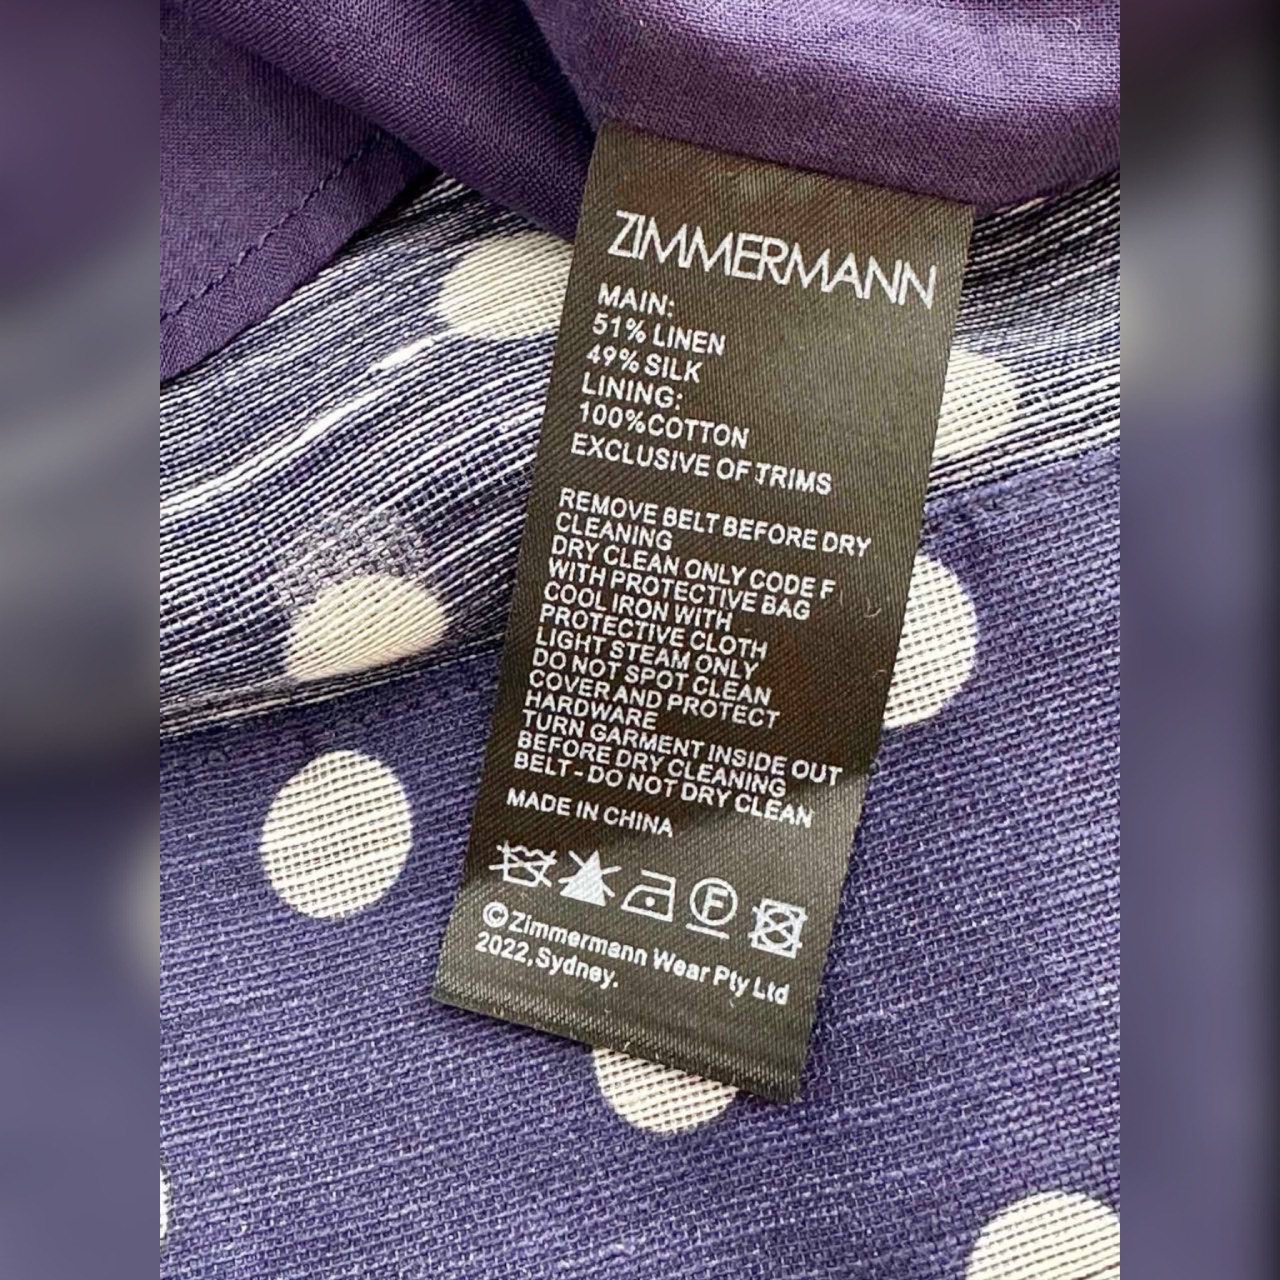 ZIMMERMANN
MAIN:
51% LINEN
49% SILK
LINING:
100%COTTON
EXCLUSIVE OF TRIMS
REMOVE BELT BEFORE DRY
CLEANING
DRY CLEAN ONLY CODE F
WITH PROTECTIVE BAG
COOL IRON WITH
PROTECTIVE CLOTH
LIGHT STEAM ONLY
DO NOT SPOT CLEAN
COVER AND PROTECT
HARDWARE
TURN GARMENT INSIDE OUT
BEFORE DRY CLEANING
BELT - DO NOT DRY CLEAN
MADE IN CHINA
F
©Zimmermann Wear Pty Ltd
2022, Sydney.